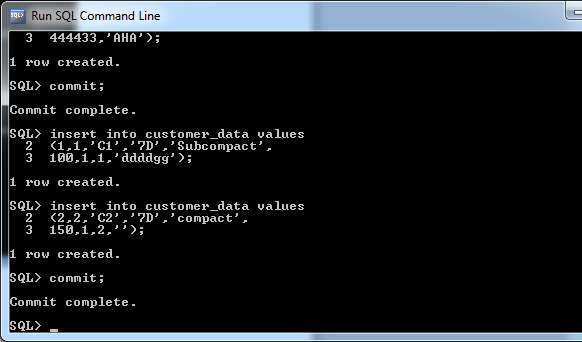 Run SQL Command Line
3 444433,'AHA');
1 row created.
SQL> commit;
Commit complete.
SQL> insert into customer_data values
2 (1,1,'C1','7D','Subcompact',
3 100,1,1,'ddddgg');
1 row created.
SQL> insert into customer_data values
2 (2,2,'C2','7D','compact',
3 150,1,2,'');
1 row created.
SQL> commit;
Commit complete.
SQL> _